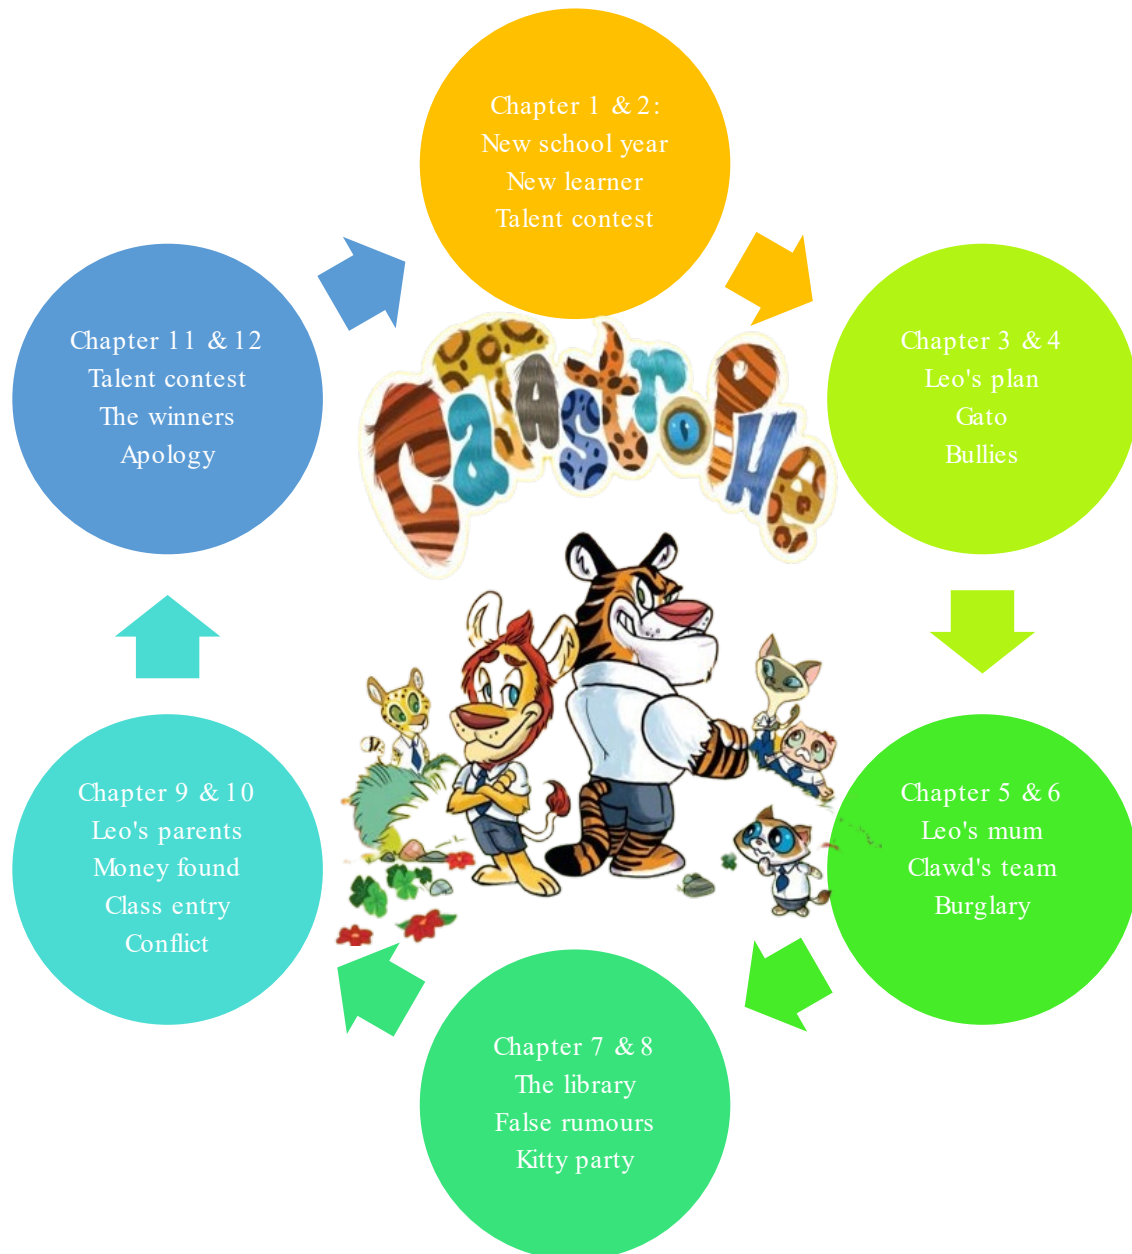 Chapter 1 & 2:
New school year
New learner
Talent contest
Chapter 3 & 4
Leo's plan
Gato
Bullies
Chapter 5 & 6
Leo's mum
Clawd's team
Burglary
Chapter 7 & 8
The library
False rumours
Kitty party
Chapter 9 & 10
Leo's parents
Money found
Class entry
Conflict
Chapter 11 & 12
Talent contest
The winners
Apology
CaTAstroPHe